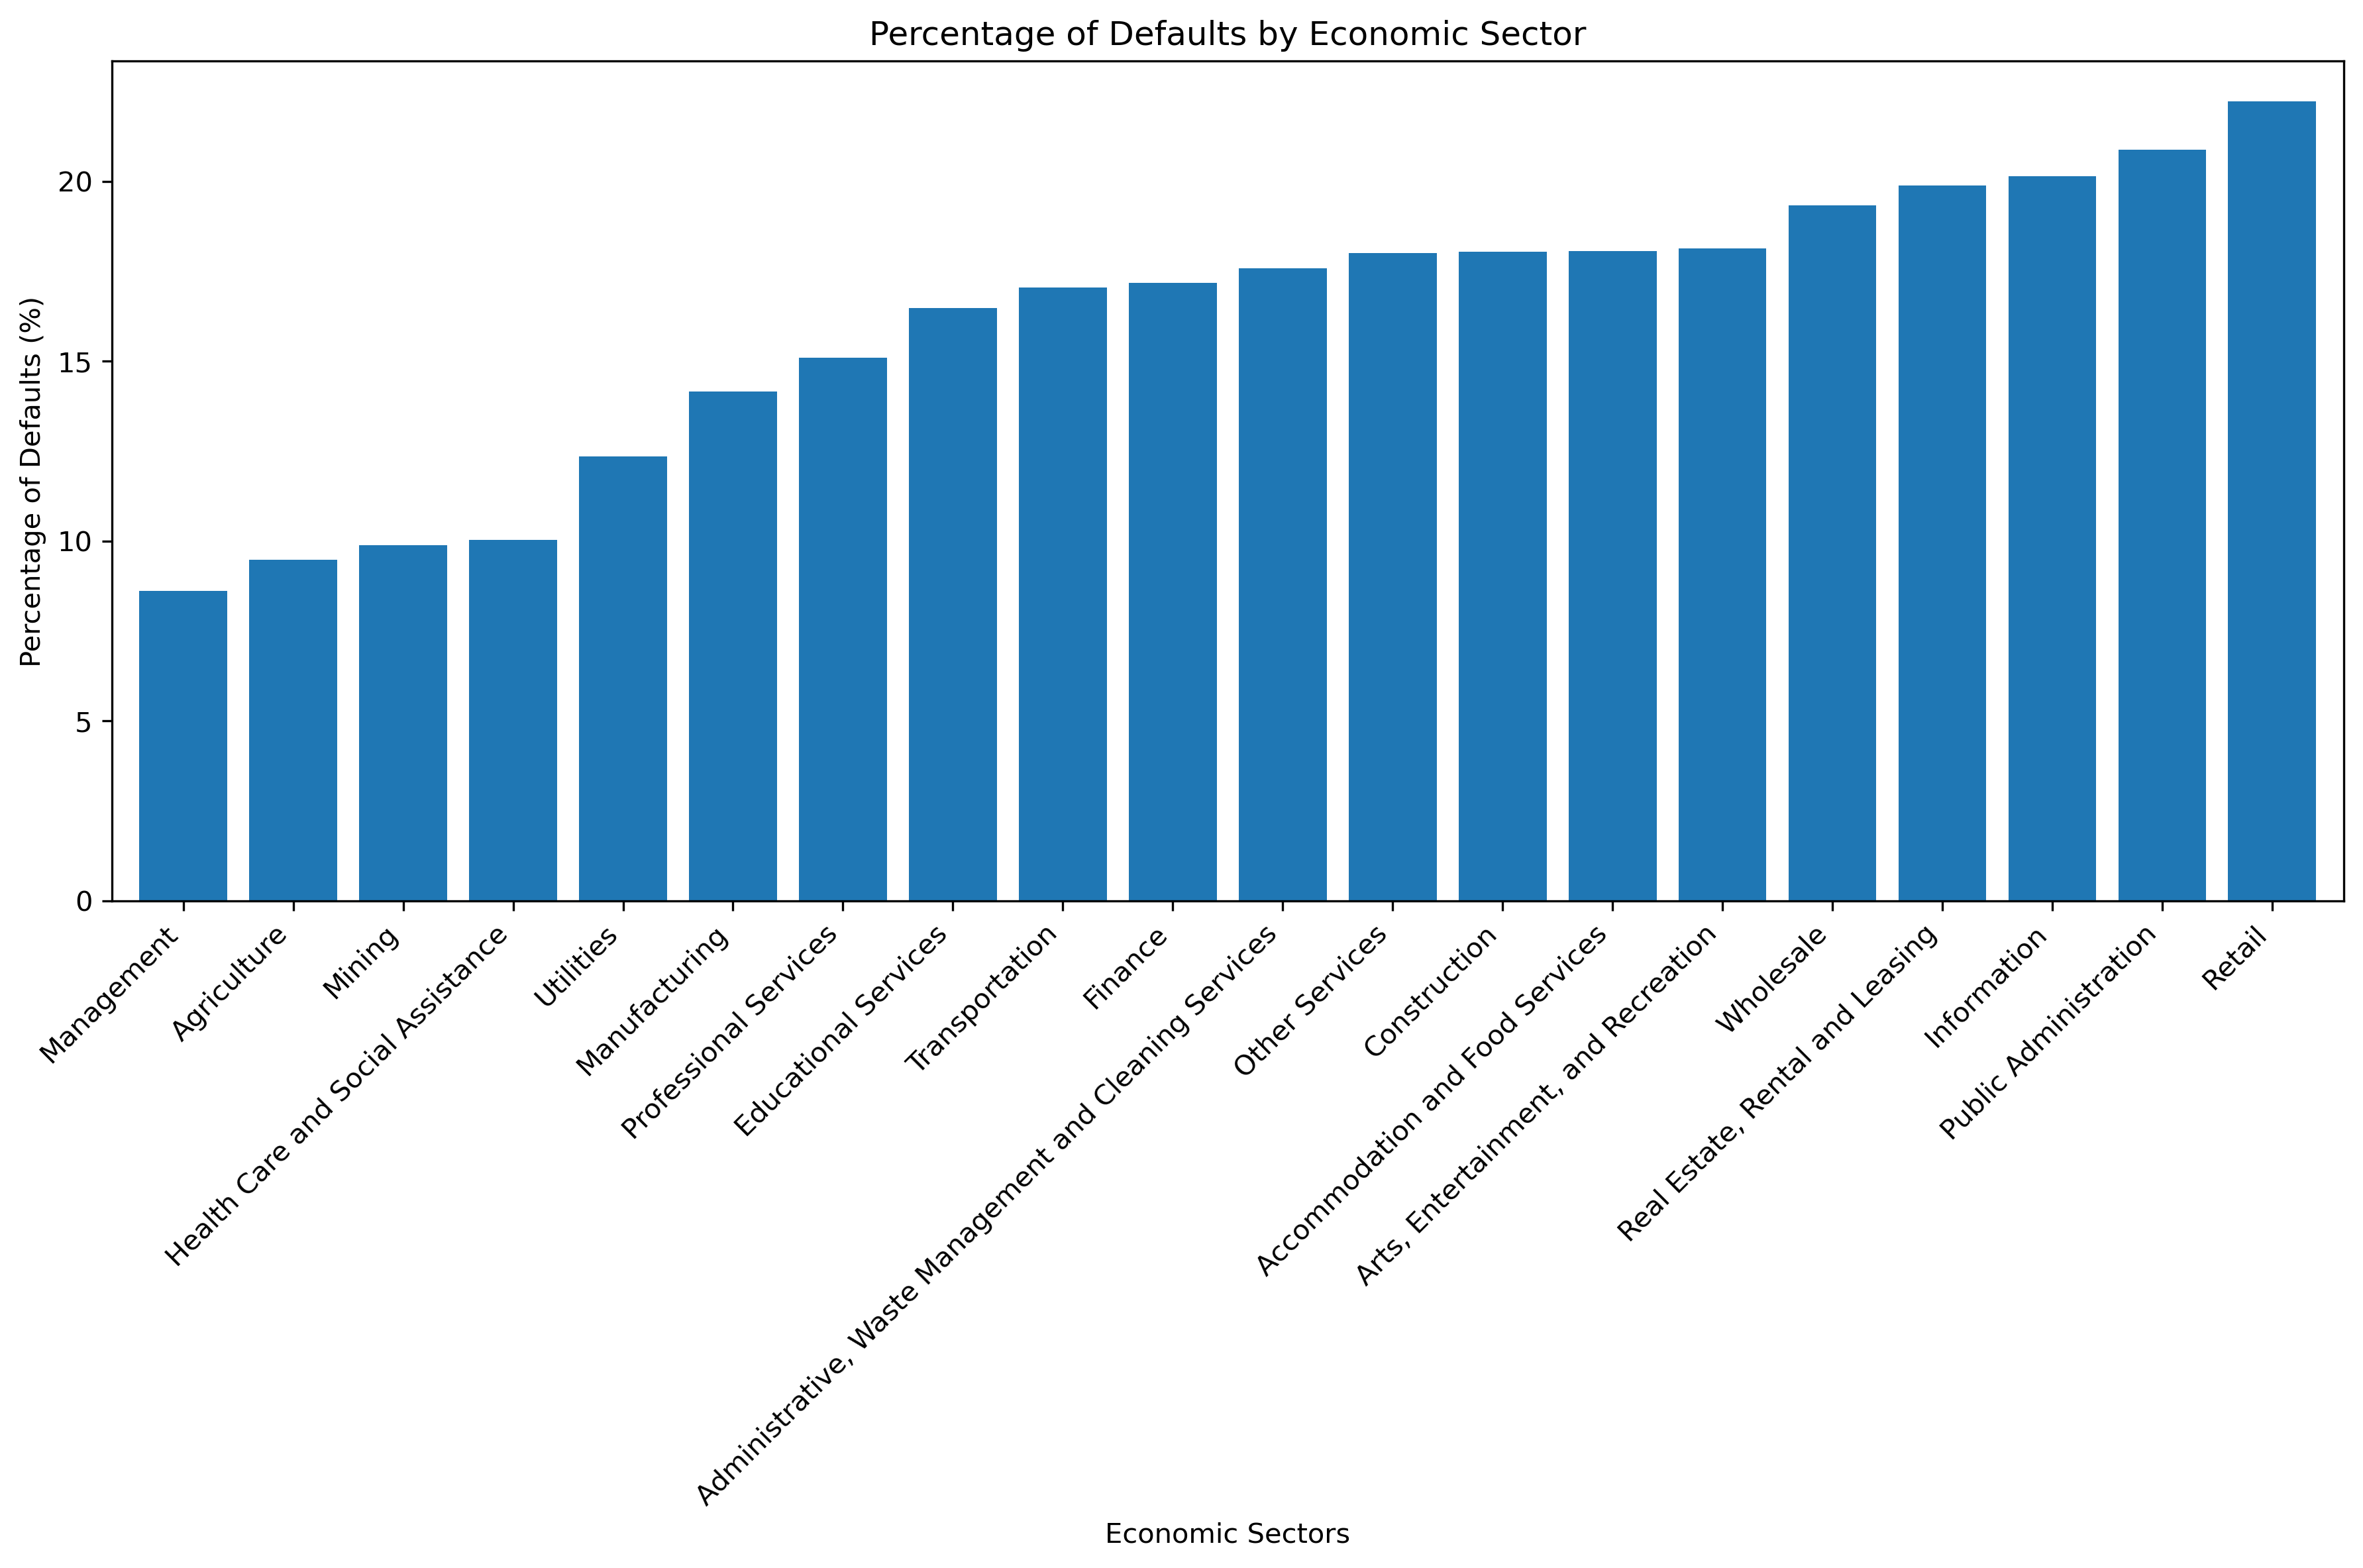 Percentage of Defaults by Economic Sector
Percentage of Defaults (%)
20
15
10
5
0
Management
Agriculture
Mining
Health Care and Social Assistance
Utilities
Manufacturing
Professional Services
Educational Services
Transportation
Finance
Administrative, Waste Management and Cleaning Services
Other Services
Construction
Accommodation and Food Services
Arts, Entertainment, and Recreation
Wholesale
Real Estate, Rental and Leasing
Information
Public Administration
Retail
Economic Sectors